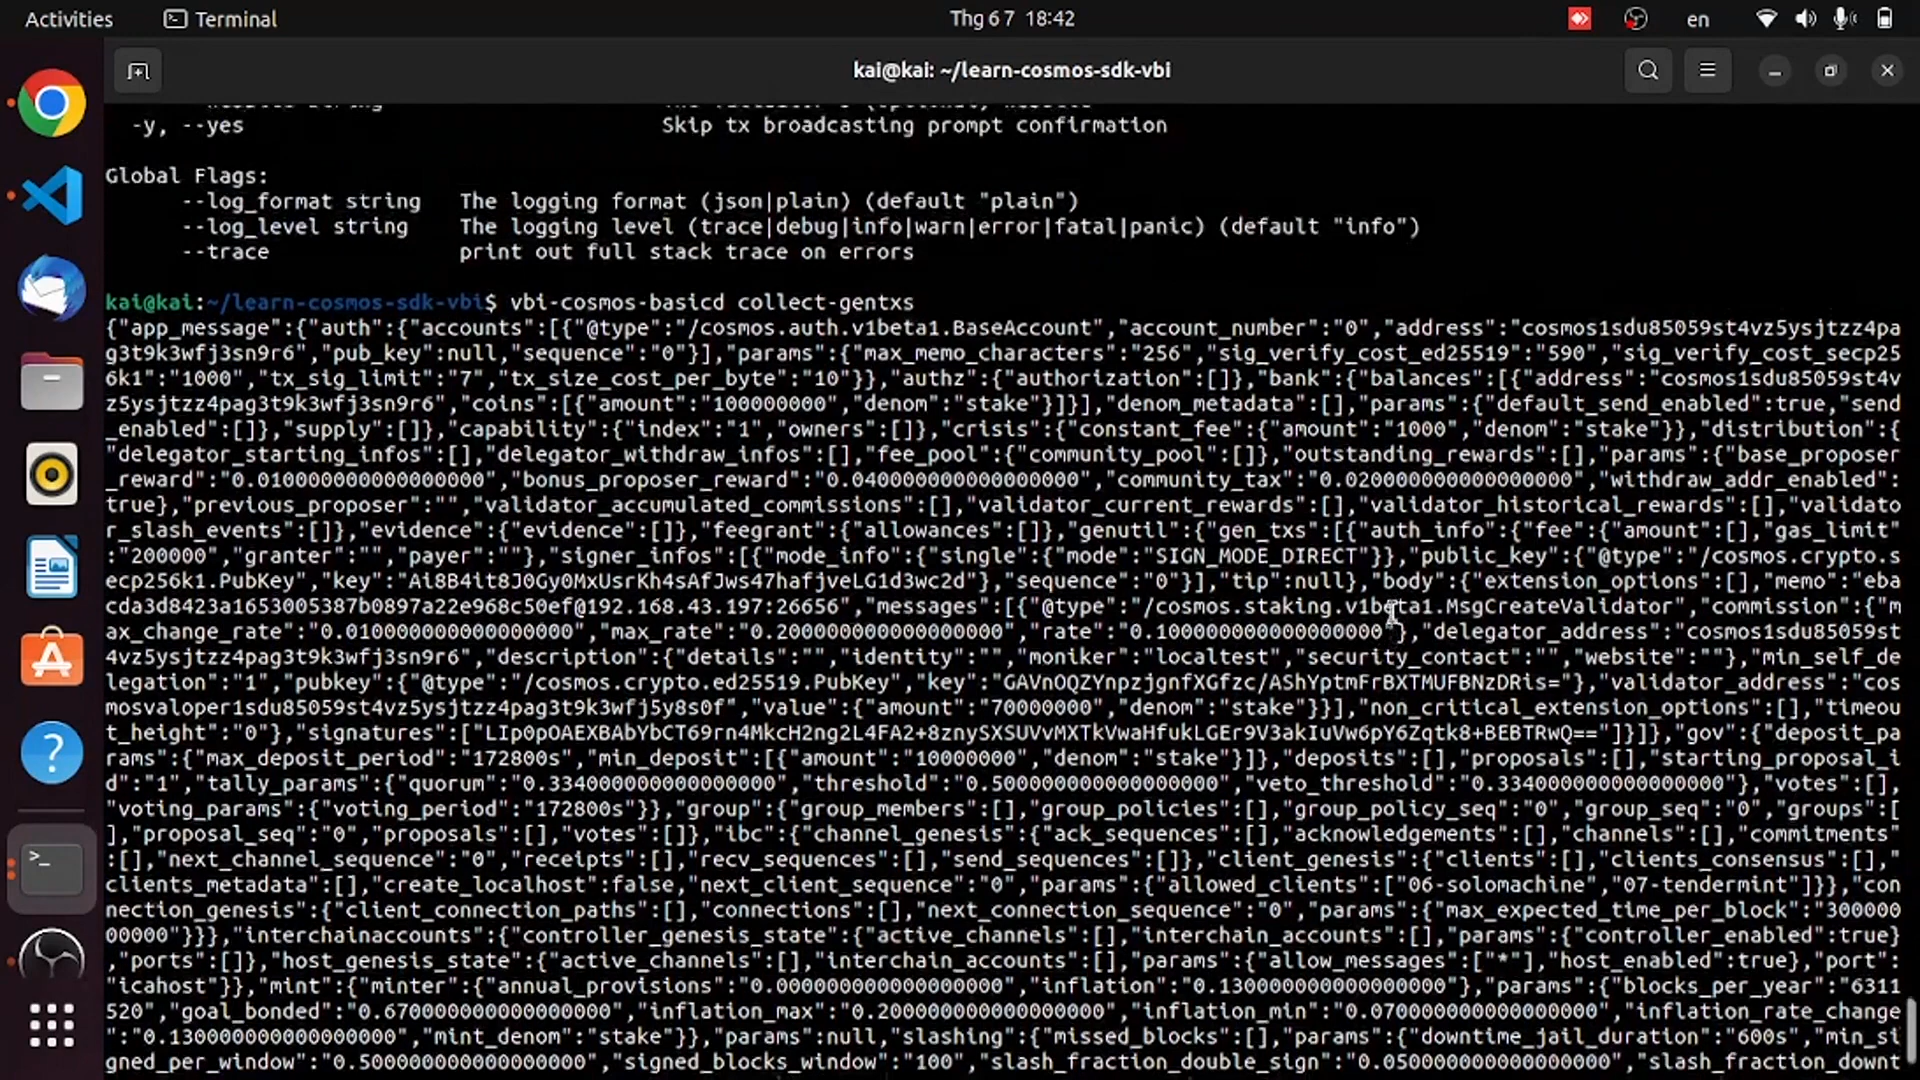 Activities
Terminal
Thg 6 7 18:42
en
kai@kai: ~/learn-cosmos-sdk-vbi
-y, --yes Skip tx broadcasting prompt confirmation
Global Flags:
--log_format string The logging format (json|plain) (default "plain")
--log_level string The logging level (trace|debug|info|warn|error|fatal|panic) (default "info")
--trace print out full stack trace on errors
kai@kai:~/learn-cosmos-sdk-vbi$ vbi-cosmos-basicd collect-gentxs
{"app_message":{"auth":{"accounts":[{"@type":"/cosmos.auth.v1beta1.BaseAccount","account_number":"0","address":"cosmos1sdu85059st4vz5ysjtzz4pa
g3t9k3wfj3sn9r6","pub_key":null,"sequence":"0"}],"params":{"max_memo_characters":"256","sig_verify_cost_ed25519":"590","sig_verify_cost_secp25
6k1":"1000","tx_sig_limit":"7","tx_size_cost_per_byte":"10"}},"authz":{"authorization":[]},"bank":{"balances":[{"address":"cosmos1sdu85059st4v
z5ysjtzz4pag3t9k3wfj3sn9r6","coins":[{"amount":"100000000","denom":"stake"}]}],"denom_metadata":[],"params":{"default_send_enabled":true,"send
_enabled":[]},"supply":[]},"capability":{"index":"1","owners":[]},"crisis":{"constant_fee":{"amount":"1000","denom":"stake"}},"distribution":{
"delegator_starting_infos":[],"delegator_withdraw_infos":[],"fee_pool":{"community_pool":[]},"outstanding_rewards":[],"params":{"base_proposer
_reward":"0.010000000000000000","bonus_proposer_reward":"0.040000000000000000","community_tax":"0.020000000000000000","withdraw_addr_enabled":
true},"previous_proposer":"","validator_accumulated_commissions":[],"validator_current_rewards":[],"validator_historical_rewards":[],"validato
r_slash_events":[]},"evidence":{"evidence":[]},"feegrant":{"allowances":[]},"genutil":{"gen_txs":[{"auth_info":{"fee":{"amount":[],"gas_limit"
:"200000","granter":"","payer":""},"signer_infos":[{"mode_info":{"single":{"mode":"SIGN_MODE_DIRECT"}},"public_key":{"@type":"/cosmos.crypto.s
ecp256k1.PubKey","key":"Ai8B4it8J0Gy0MxUsrKh4sAfJws47hafjveLG1d3wc2d"},"sequence":"0"}],"tip":null},"body":{"extension_options":[],"memo":"eba
cda3d8423a1653005387b0897a22e968c50ef@192.168.43.197:26656","messages":[{"@type":"/cosmos.staking.v1beta1.MsgCreateValidator","commission":{"m
ax_change_rate":"0.010000000000000000","max_rate":"0.200000000000000000","rate":"0.100000000000000000"},"delegator_address":"cosmos1sdu85059st
4vz5ysjtzz4pag3t9k3wfj3sn9r6","description":{"details":"","identity":"","moniker":"localtest","security_contact":"","website":""},"min_self_de
legation":"1","pubkey":{"@type":"/cosmos.crypto.ed25519.PubKey","key":"GAVnOQZYnpzjgnfXGfzc/AShYptmFrBXTMUFBNzDRis="},"validator_address":"cos
mosvaloper1sdu85059st4vz5ysjtzz4pag3t9k3wfj5y8s0f","value":{"amount":"70000000","denom":"stake"}}],"non_critical_extension_options":[],"timeou
t_height":"0"},"signatures":["LIp0pOAEXBAbYbCT69rn4MkcH2ng2L4FA2+8znySXSUVvMXTkVwaHfukLGEr9V3akIuVw6pY6Zqtk8+BEBTRwQ=="]}]},"gov":{"deposit_pa
rams":{"max_deposit_period":"172800s","min_deposit":[{"amount":"10000000","denom":"stake"}]},"deposits":[],"proposals":[],"starting_proposal_i
d":"1","tally_params":{"quorum":"0.334000000000000000","threshold":"0.500000000000000000","veto_threshold":"0.334000000000000000"},"votes":[],
"voting_params":{"voting_period":"172800s"}},"group":{"group_members":[],"group_policies":[],"group_policy_seq":"0","group_seq":"0","groups":[
],"proposal_seq":"0","proposals":[],"votes":[]},"ibc":{"channel_genesis":{"ack_sequences":[],"acknowledgements":[],"channels":[],"commitments"
:[],"next_channel_sequence":"0","receipts":[],"recv_sequences":[],"send_sequences":[]},"client_genesis":{"clients":[],"clients_consensus":[],"
clients_metadata":[],"create_localhost":false,"next_client_sequence":"0","params":{"allowed_clients":["06-solomachine","07-tendermint"]}},"con
nection_genesis":{"client_connection_paths":[],"connections":[],"next_connection_sequence":"0","params":{"max_expected_time_per_block":"300000
00000"}}},"interchainaccounts":{"controller_genesis_state":{"active_channels":[],"interchain_accounts":[],"params":{"controller_enabled":true}
,"ports":[]},"host_genesis_state":{"active_channels":[],"interchain_accounts":[],"params":{"allow_messages":["*"],"host_enabled":true},"port":
"icahost"}},"mint":{"minter":{"annual_provisions":"0.000000000000000000","inflation":"0.130000000000000000"},"params":{"blocks_per_year":"6311
520","goal_bonded":"0.670000000000000000","inflation_max":"0.200000000000000000","inflation_min":"0.070000000000000000","inflation_rate_change
":"0.130000000000000000","mint_denom":"stake"}},"params":null,"slashing":{"missed_blocks":[],"params":{"downtime_jail_duration":"600s","min_si
gned_per_window":"0.500000000000000000","signed_blocks_window":"100","slash_fraction_double_sign":"0.050000000000000000","slash_fraction_downt